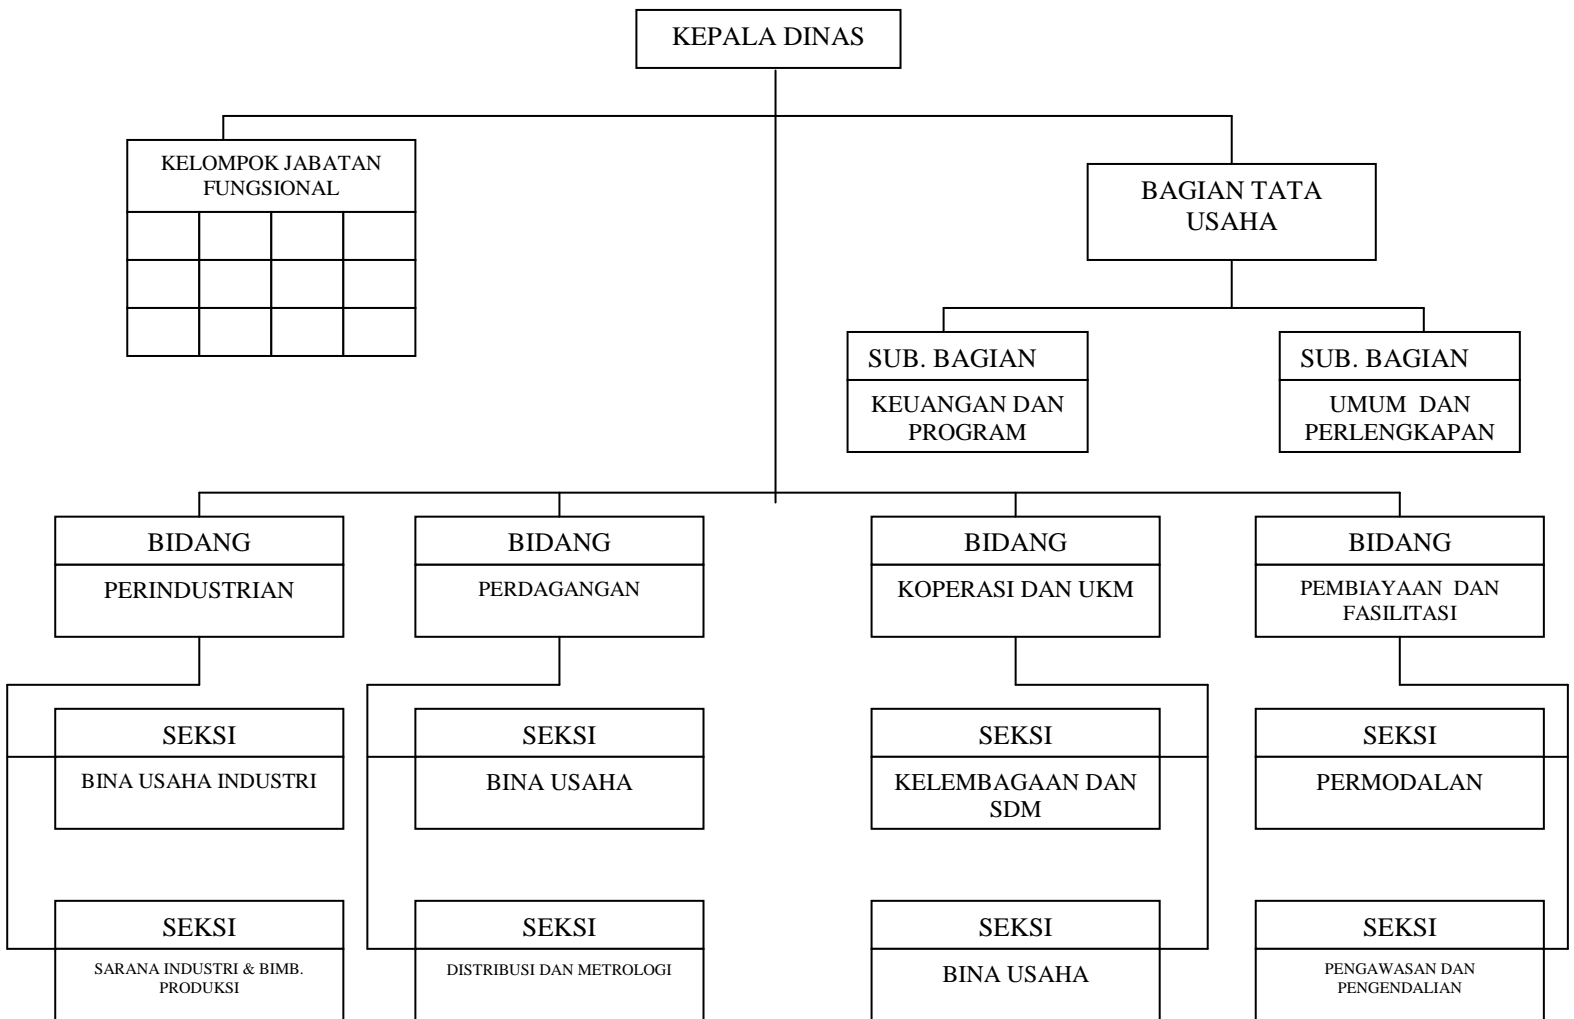 KEPALA DINAS
KELOMPOK JABATAN
FUNGSIONAL
BAGIAN TATA
USAHA
SUB. BAGIAN
KEUANGAN DAN
PROGRAM
SUB. BAGIAN
UMUM DAN
PERLENGKAPAN
BIDANG
PERINDUSTRIAN
BIDANG
PERDAGANGAN
BIDANG
KOPERASI DAN UKM
BIDANG
PEMBIAYAAN DAN
FASILITASI
SEKSI
BINA USAHA INDUSTRI
SEKSI
BINA USAHA
SEKSI
KELEMBAGAAN DAN
SDM
SEKSI
PERMODALAN
SEKSI
SARANA INDUSTRI & BIMB.
PRODUKSI
SEKSI
DISTRIBUSI DAN METROLOGI
SEKSI
BINA USAHA
SEKSI
PENGAWASAN DAN
PENGENDALIAN